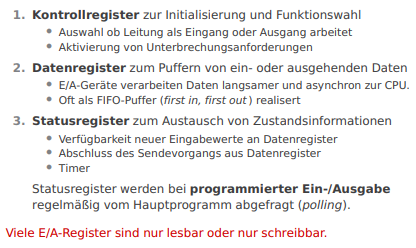 1. Kontrollregister zur Initialisierung und Funktionswahl
• Auswahl ob Leitung als Eingang oder Ausgang arbeitet
• Aktivierung von Unterbrechungsanforderungen
2. Datenregister zum Puffern von ein- oder ausgehenden Daten
• E/A-Geräte verarbeiten Daten langsamer und asynchron zur CPU.
• Oft als FIFO-Puffer (first in, first out ) realisert
3. Statusregister zum Austausch von Zustandsinformationen
• Verfügbarkeit neuer Eingabewerte an Datenregister
• Abschluss des Sendevorgangs aus Datenregister
• Timer
Statusregister werden bei programmierter Ein-/Ausgabe
regelmäßig vom Hauptprogramm abgefragt (polling).
Viele E/A-Register sind nur lesbar oder nur schreibbar.